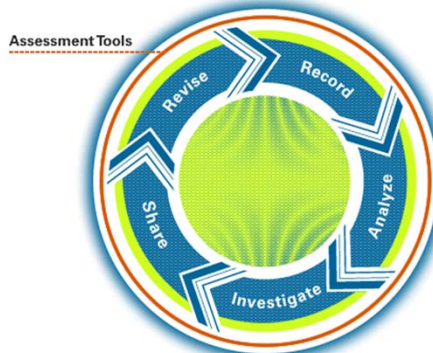 Assessment Tools
Revise
Record
Analyze
Investigate
Share